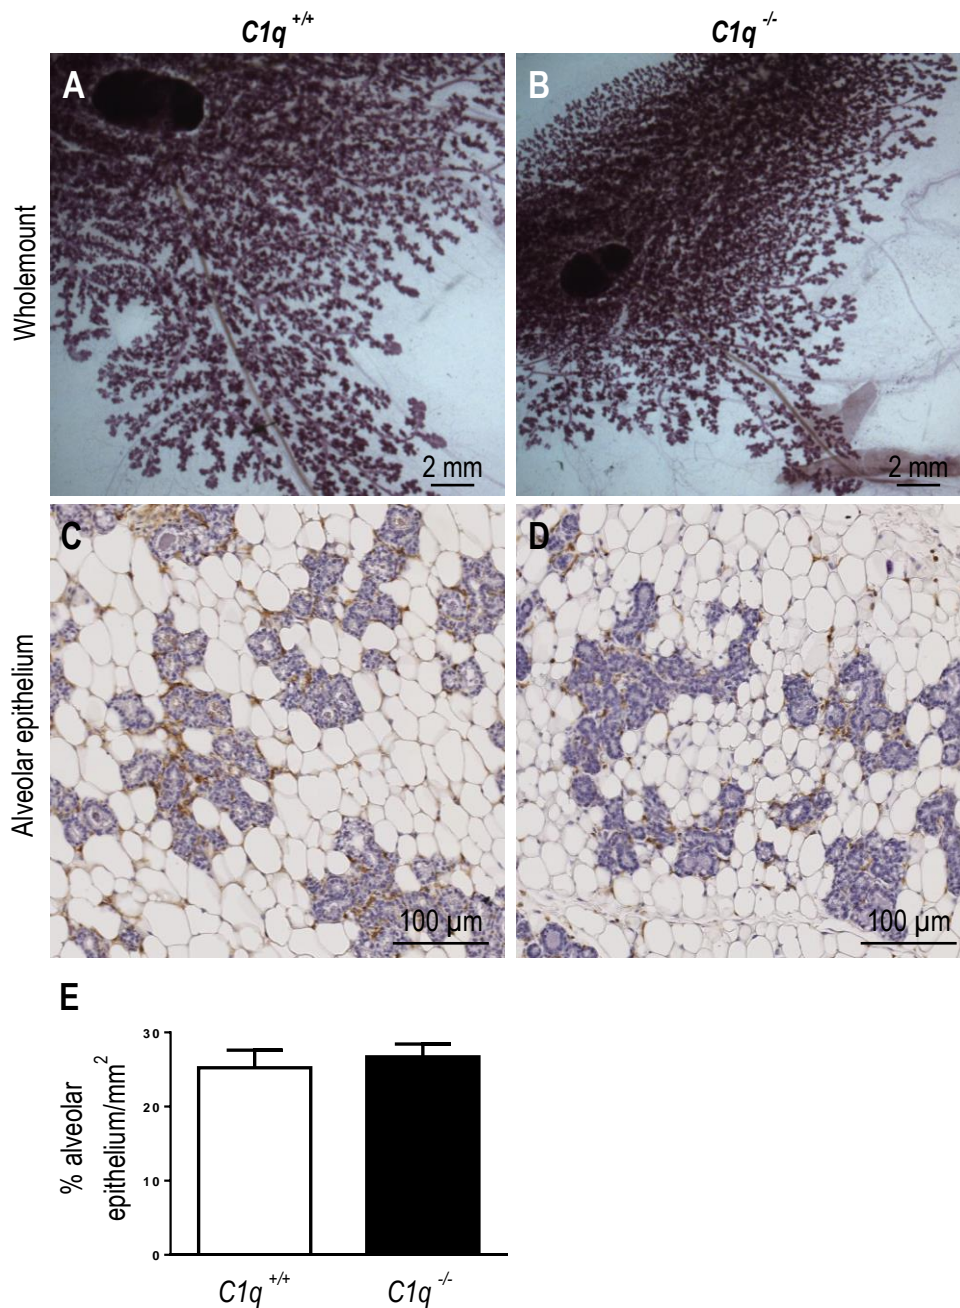 C1q +/+
C1q -/-
Wholemount
A
B
2 mm
2 mm
Alveolar epithelium
C
D
100 µm
100 µm
E
% alveolar
epithelium/mm2
30
20
10
0
C1q +/+
C1q -/-